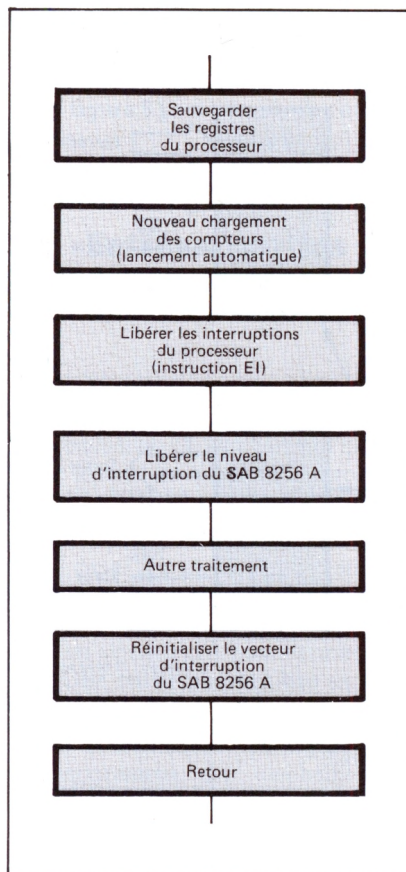 Sauvegarder
les registres
du processeur
Nouveau chargement
des compteurs
(lancement automatique)
Libérer les interruptions
du processeur
(instruction EI)
Libérer le niveau
d'interruption du SAB 8256 A
Autre traitement
Réinitialiser le vecteur
d'interruption
du SAB 8256 A
Retour